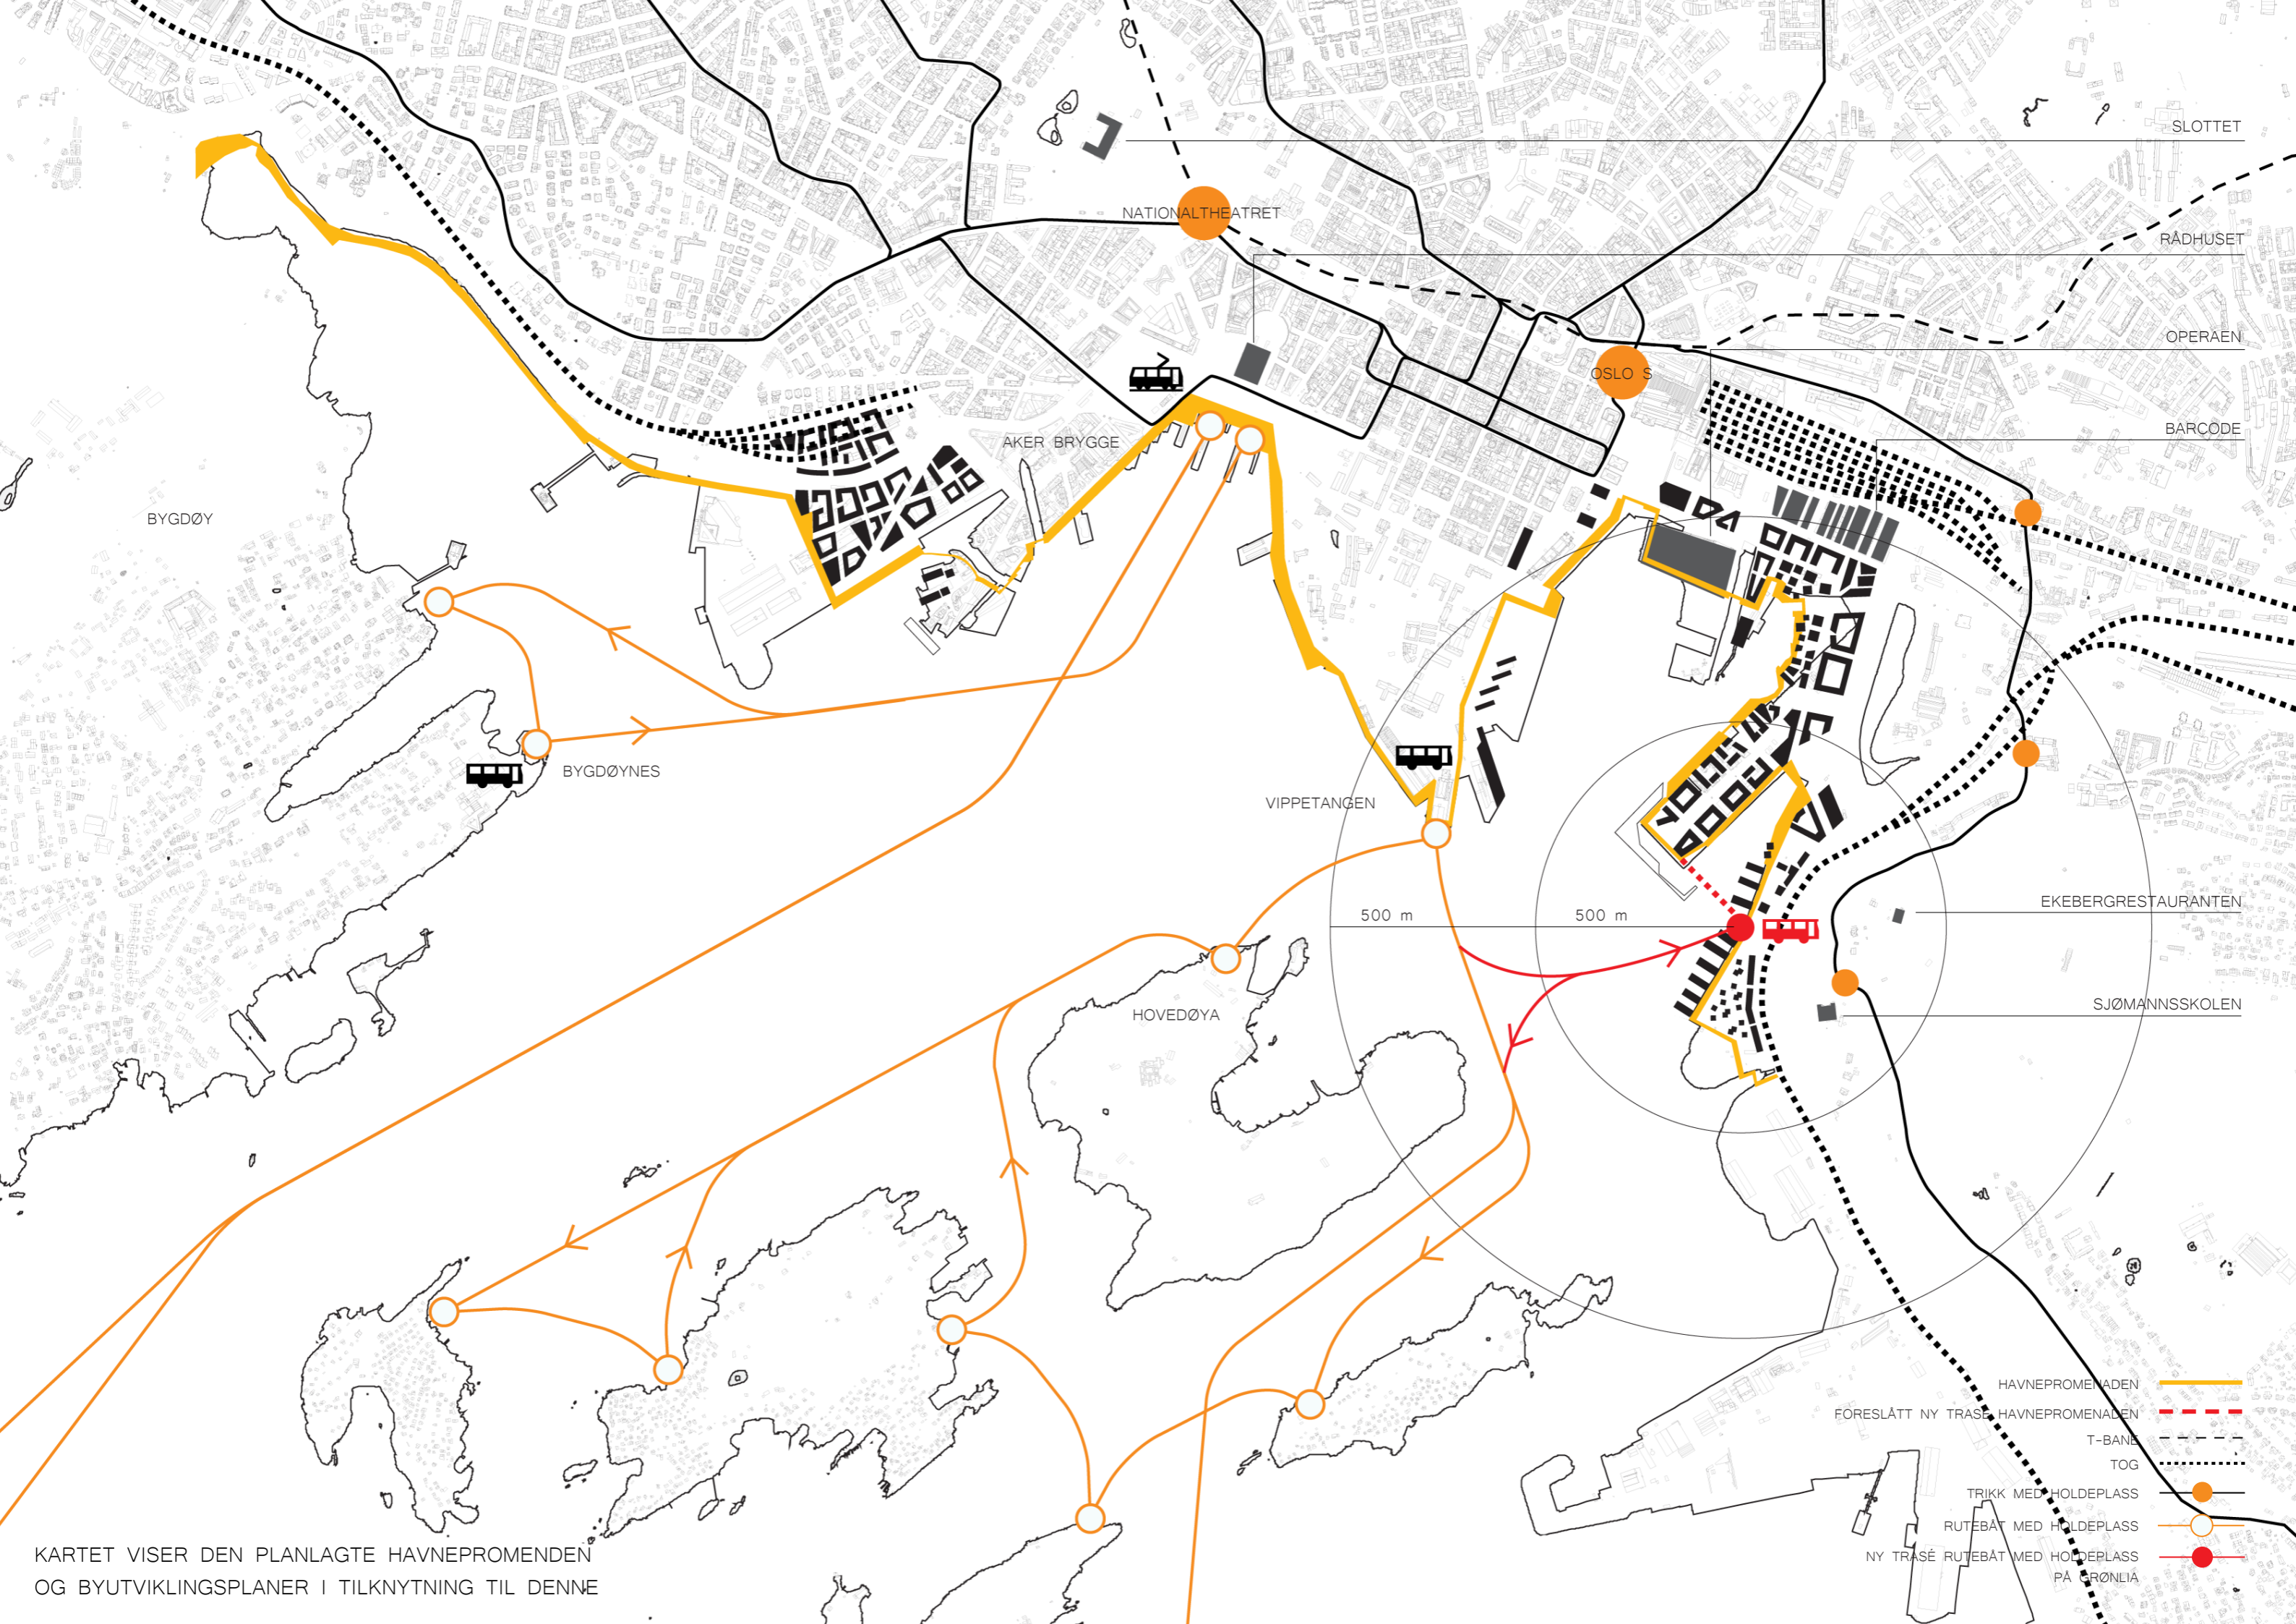 SLOTTET
NATIONALTHEATRET
RÅDHUSET
OPERAEN
OSLO S
BARCODE
AKER BRYGGE
BYGDØY
BYGDØYNES
VIPPETANGEN
500 m
500 m
EKEBERGRESTAURANTEN
HOVEDØYA
SJØMANNSSKOLEN
HAVNEPROMENADEN
FORESLÅTT NY TRASÉ HAVNEPROMENADEN
T-BANE
TOG
TRIKK MED HOLDEPLASS
RUTEBÅT MED HOLDEPLASS
NY TRASÉ RUTEBÅT MED HOLDEPLASS
PÅ GRØNLIA
KARTET VISER DEN PLANLAGTE HAVNEPROMENDEN
OG BYUTVIKLINGSPLANER I TILKNYTNING TIL DENNE